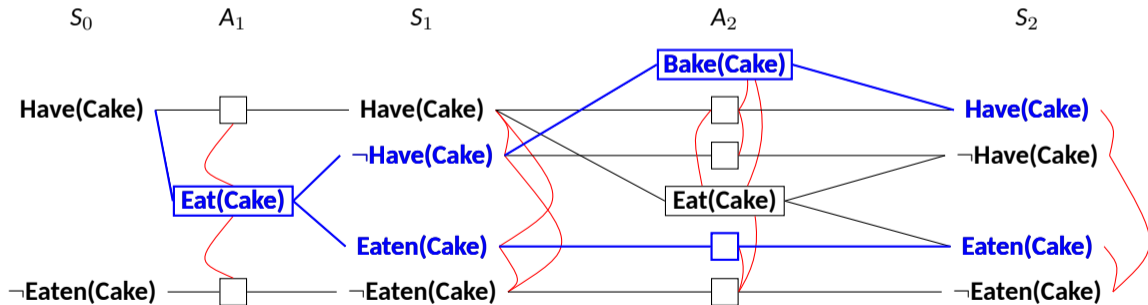 S₀ A₁ S₁ A₂ S₂
Bake(Cake)
Have(Cake) Have(Cake) Have(Cake)
¬Have(Cake) ¬Have(Cake)
Eat(Cake) Eat(Cake)
Eaten(Cake) Eaten(Cake)
¬Eaten(Cake) ¬Eaten(Cake) ¬Eaten(Cake)